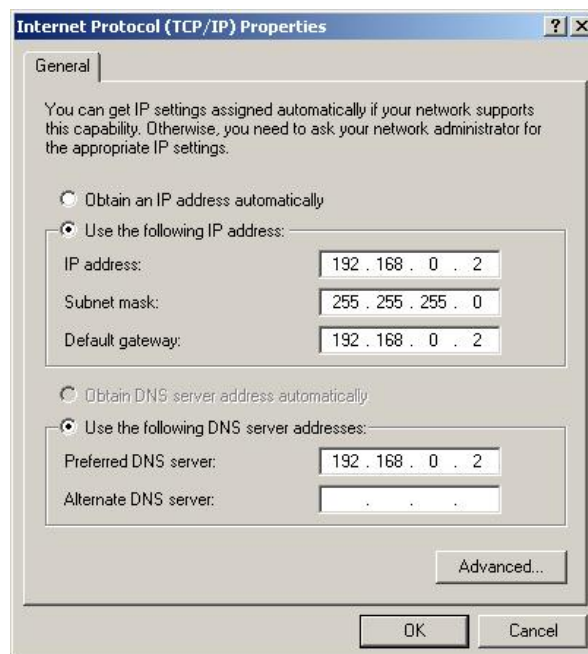 Internet Protocol (TCP/IP) Properties
General
You can get IP settings assigned automatically if your network supports
this capability. Otherwise, you need to ask your network administrator for
the appropriate IP settings.
Obtain an IP address automatically
Use the following IP address:
IP address: 192 . 168 . 0 . 2
Subnet mask: 255 . 255 . 255 . 0
Default gateway: 192 . 168 . 0 . 2
Obtain DNS server address automatically
Use the following DNS server addresses:
Preferred DNS server: 192 . 168 . 0 . 2
Alternate DNS server: . . .
Advanced...
OK Cancel